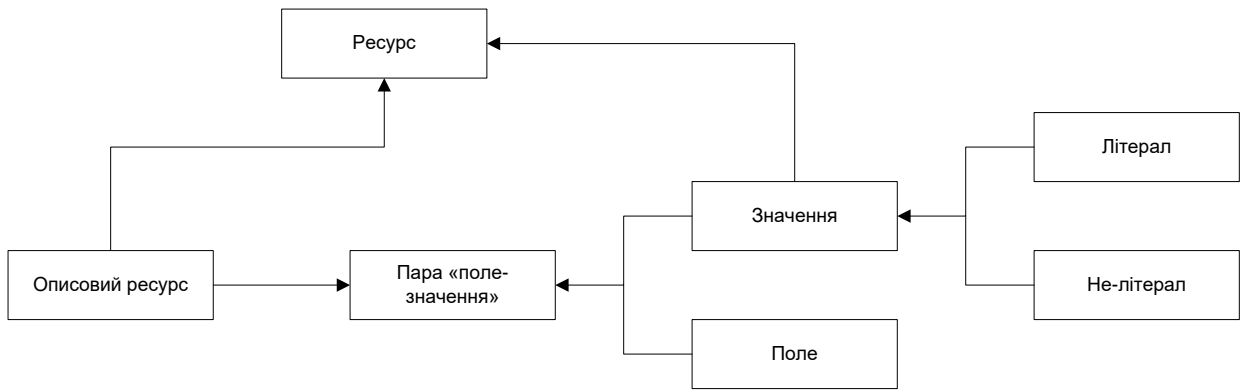 Ресурс
Літерал
Значення
Описовий ресурс
Пара «поле-
значення»
Не-літерал
Поле